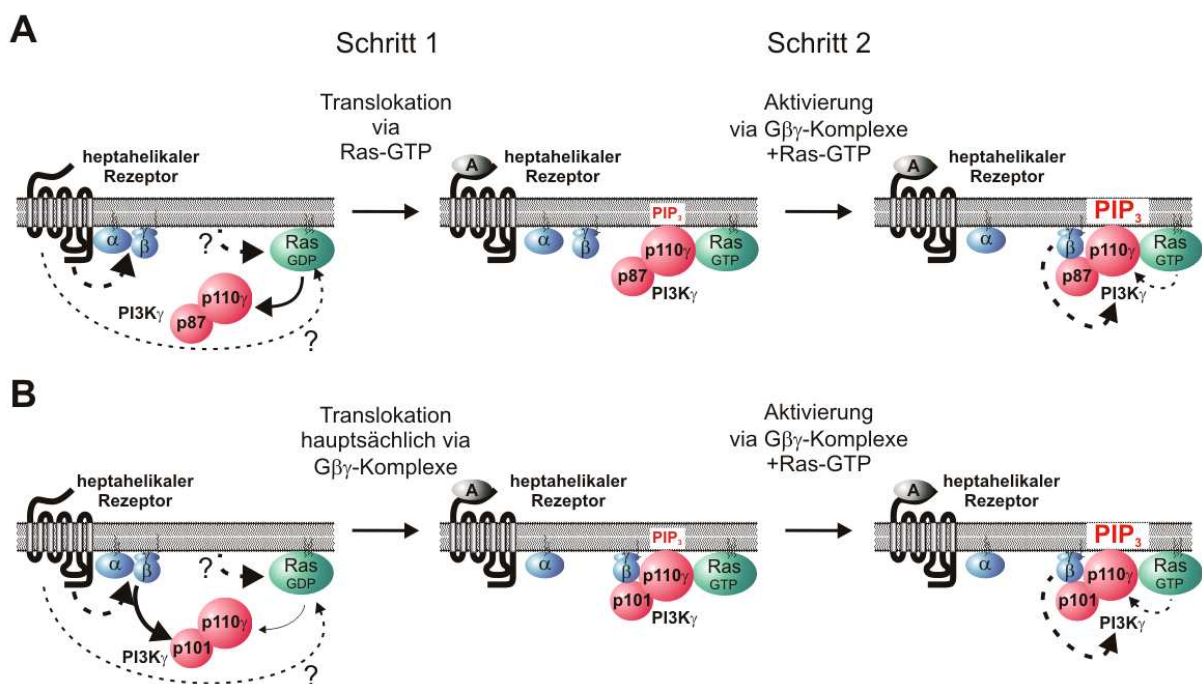 A
Schritt 1
Schritt 2
Translokation
via
Ras-GTP
Aktivierung
via Gβγ-Komplexe
+Ras-GTP
heptahelikaler
Rezeptor
α
β
?
Ras
GDP
p110γ
p87
PI3Kγ
?
A
heptahelikaler
Rezeptor
α
β
PIP3
p110γ
p87
PI3Kγ
Ras
GTP
A
heptahelikaler
Rezeptor
α
β
PIP3
p110γ
p87
PI3Kγ
Ras
GTP
B
Translokation
hauptsächlich via
Gβγ-Komplexe
Aktivierung
via Gβγ-Komplexe
+Ras-GTP
heptahelikaler
Rezeptor
α
β
?
Ras
GDP
p110γ
p101
PI3Kγ
?
A
heptahelikaler
Rezeptor
α
β
PIP3
p110γ
p101
PI3Kγ
Ras
GTP
A
heptahelikaler
Rezeptor
α
β
PIP3
p110γ
p101
PI3Kγ
Ras
GTP